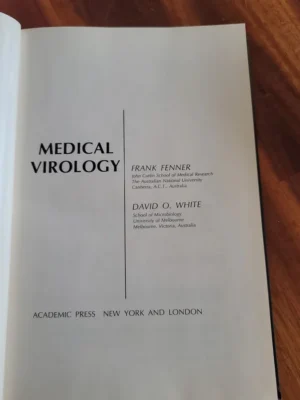 MEDICAL
VIROLOGY
FRANK FENNER
John Curtin School of Medical Research
The Australian National University
Canberra, A.C.T., Australia
DAVID O. WHITE
School of Microbiology
University of Melbourne
Melbourne, Victoria, Australia
ACADEMIC PRESS NEW YORK AND LONDON